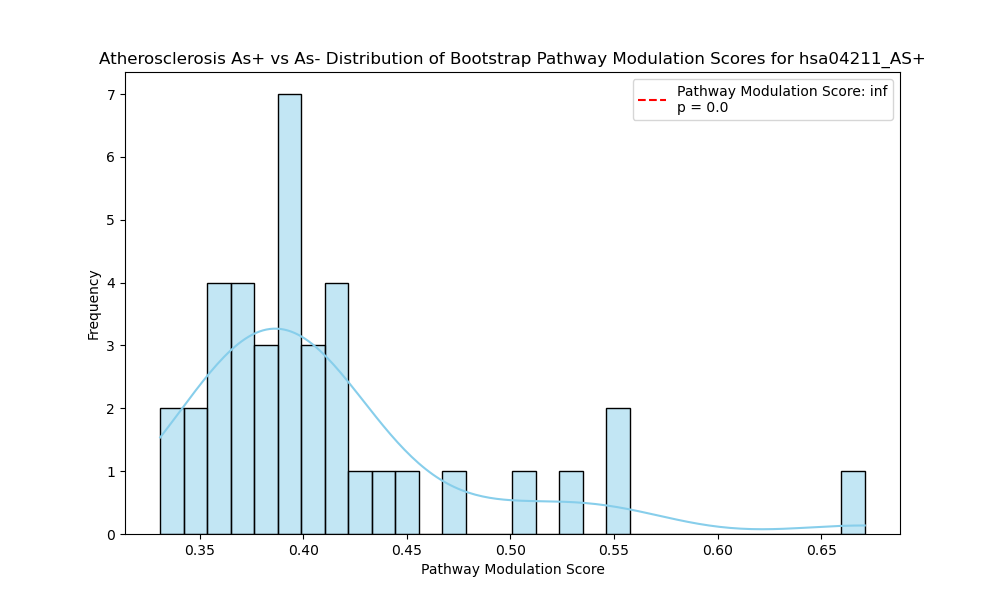 Atherosclerosis As+ vs As- Distribution of Bootstrap Pathway Modulation Scores for hsa04211_AS+
Pathway Modulation Score: inf
p = 0.0
7
6
5
4
3
2
1
0
Frequency
0.35 0.40 0.45 0.50 0.55 0.60 0.65
Pathway Modulation Score